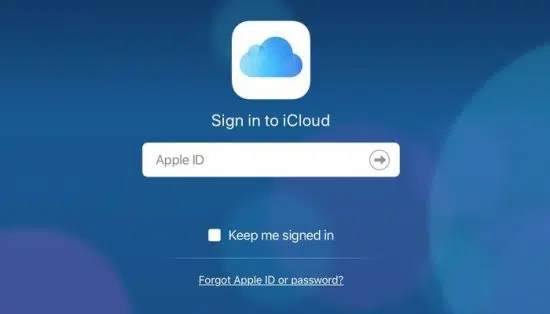 Sign in to iCloud
Apple ID
Keep me signed in
Forgot Apple ID or password?